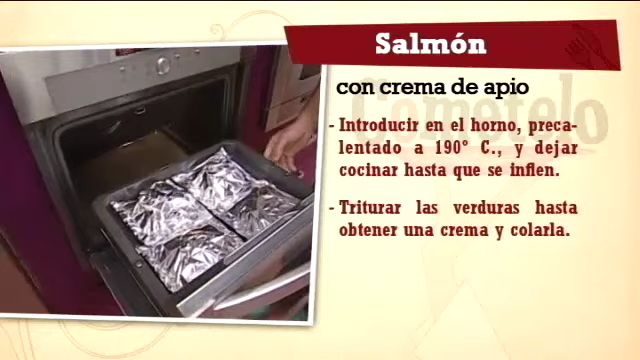 Salmón
con crema de apio
Cómetelo
- Introducir en el horno, preca-
lentado a 190° C., y dejar
cocinar hasta que se inflen.
- Triturar las verduras hasta
obtener una crema y colarla.